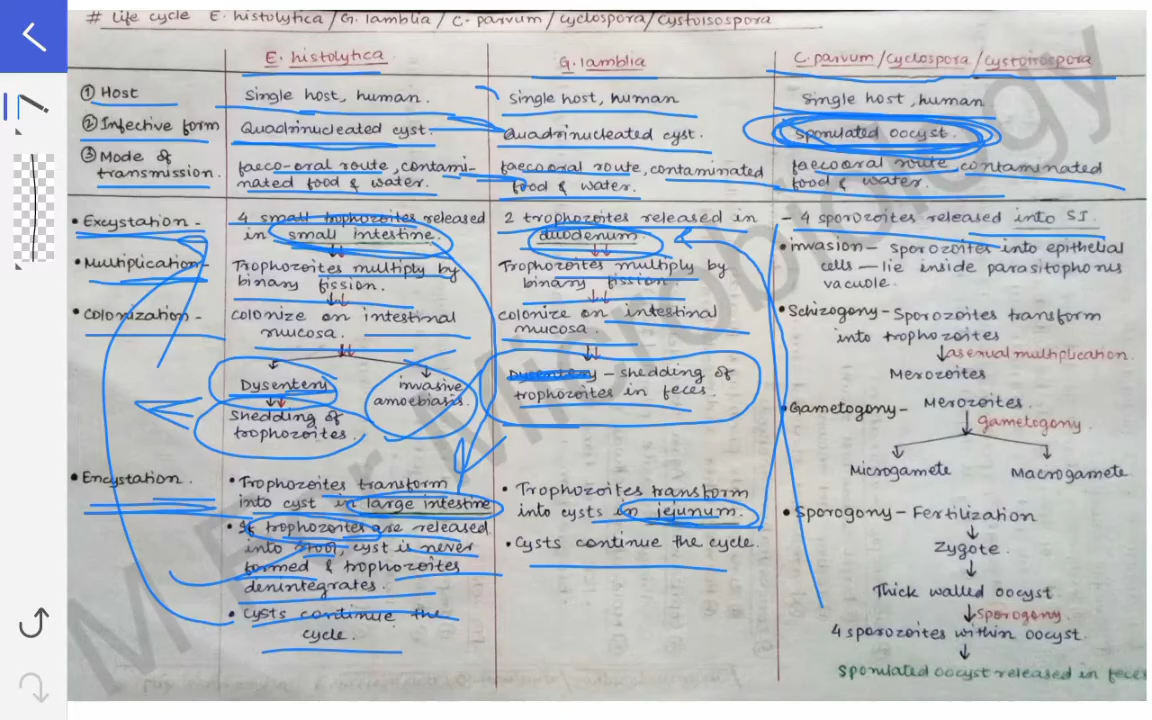 # Life cycle E. histolytica / G. lamblia / C. parvum / cyclospora / cystoisospora
E. histolytica
G. lamblia
C. parvum / cyclospora / cystoisospora
① Host
Single host, human.
Single host, human
Single host, human
② Infective form
Quadrinucleated cyst.
Quadrinucleated cyst.
Sporulated oocyst.
③ Mode of
transmission.
faeco-oral route, contami-
nated food & water.
faeco oral route, contaminated
food & water.
faeco oral route, contaminated
food & water.
• Excystation -
4 small trophozoites released
in small intestine.
• Multiplication -
Trophozoites multiply by
binary fission.
• Colonization -
colonize on intestinal
mucosa.
Dysentery
invasive
amoebiasis.
Shedding of
trophozoites.
• Encystation.
• Trophozoites transform
into cyst in large intestine
• If trophozoites are released
into stool, cyst is never
formed & trophozoites
denintegrates.
• Cysts continue the
cycle.
2 trophozoites released in
duodenum
Trophozoites multiply by
binary fission.
colonize on intestinal
mucosa.
Dysentery - shedding of
trophozoites in feces.
• Trophozoites transform
into cysts in jejunum.
• Cysts continue the cycle.
- 4 sporozoites released into SI.
• invasion - sporozoites into epithelial
cells - lie inside parasitophorus
vacuole.
• Schizogony - Sporozoites transform
into trophozoites
asexual multiplication.
Merozoites
• Gametogony - Merozoites.
gametogony.
Microgamete
Macrogamete
• Sporogony - Fertilization
Zygote.
Thick walled oocyst
Sporogony.
4 sporozoites within oocyst.
Sporulated oocyst released in feces
Microbiology